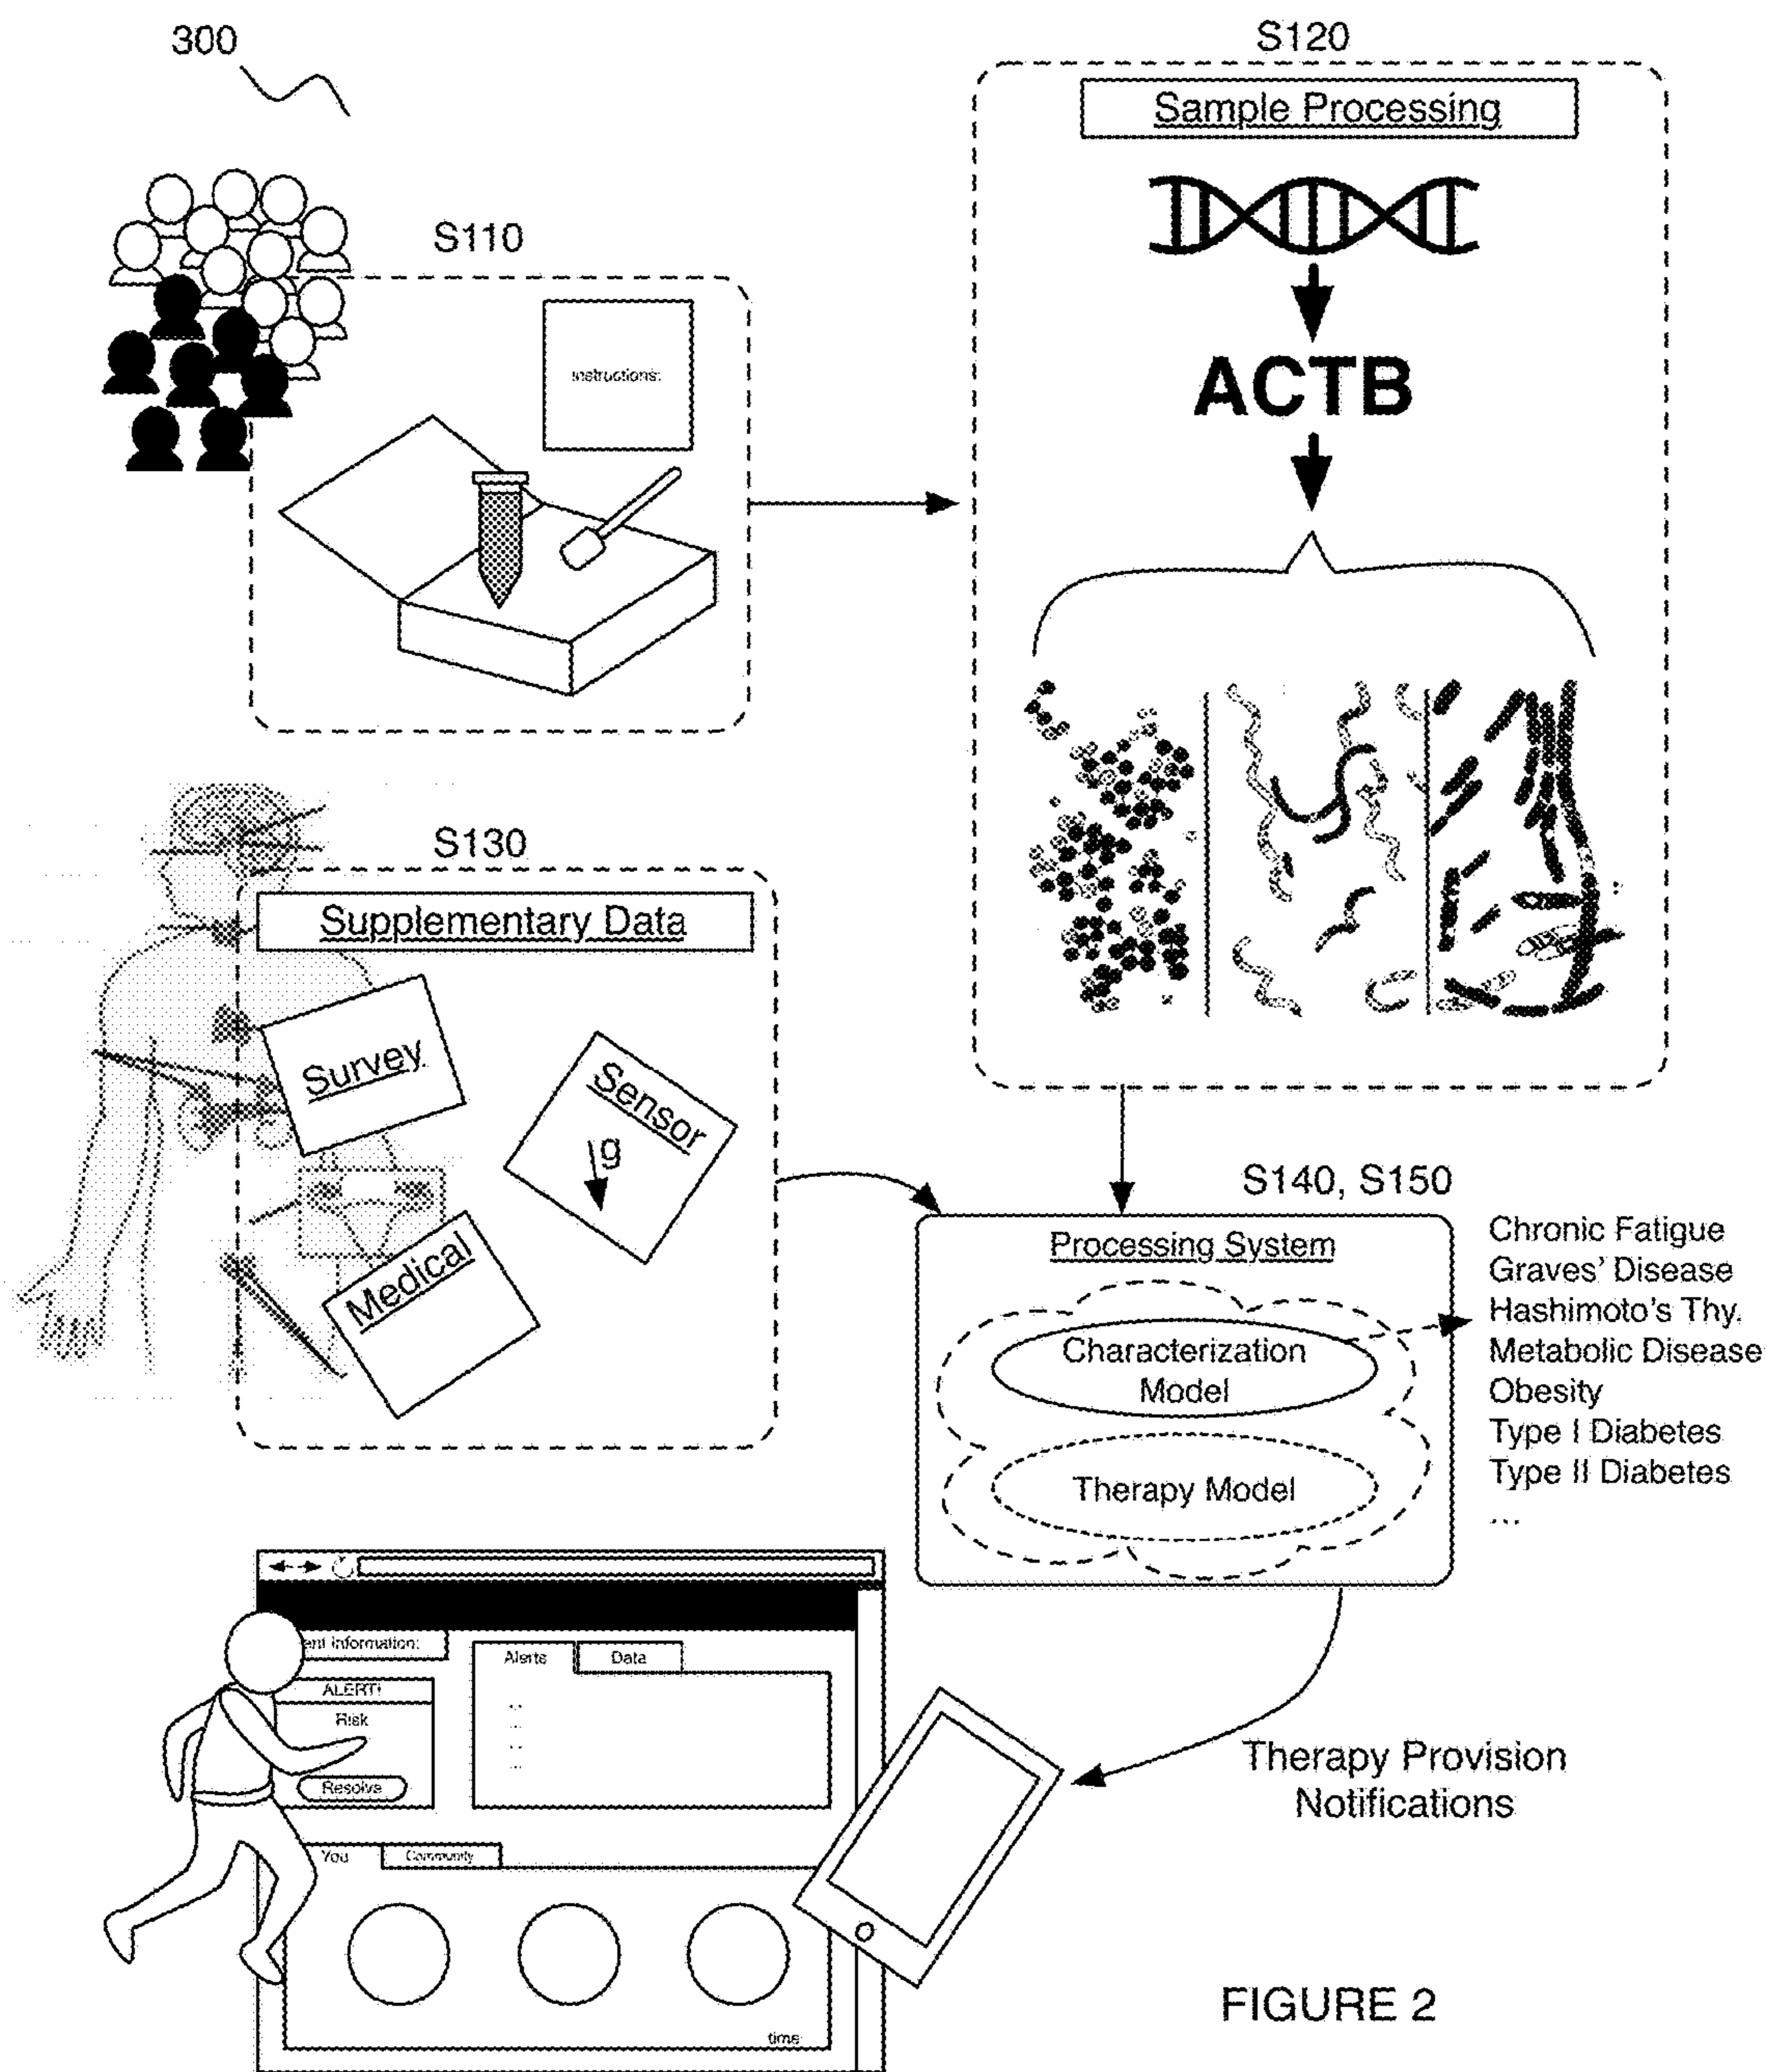 300
S110
Instructions:
S120
Sample Processing
ACTB
S130
Supplementary Data
Survey
Sensor
g
Medical
S140, S150
Processing System
Characterization
Model
Therapy Model
Chronic Fatigue
Graves' Disease
Hashimoto's Thy.
Metabolic Disease
Obesity
Type I Diabetes
Type II Diabetes
...
ent Information:
ALERT!
Risk
Resolve
Alerts
Data
...
...
...
...
You
Community
time
Therapy Provision
Notifications
FIGURE 2